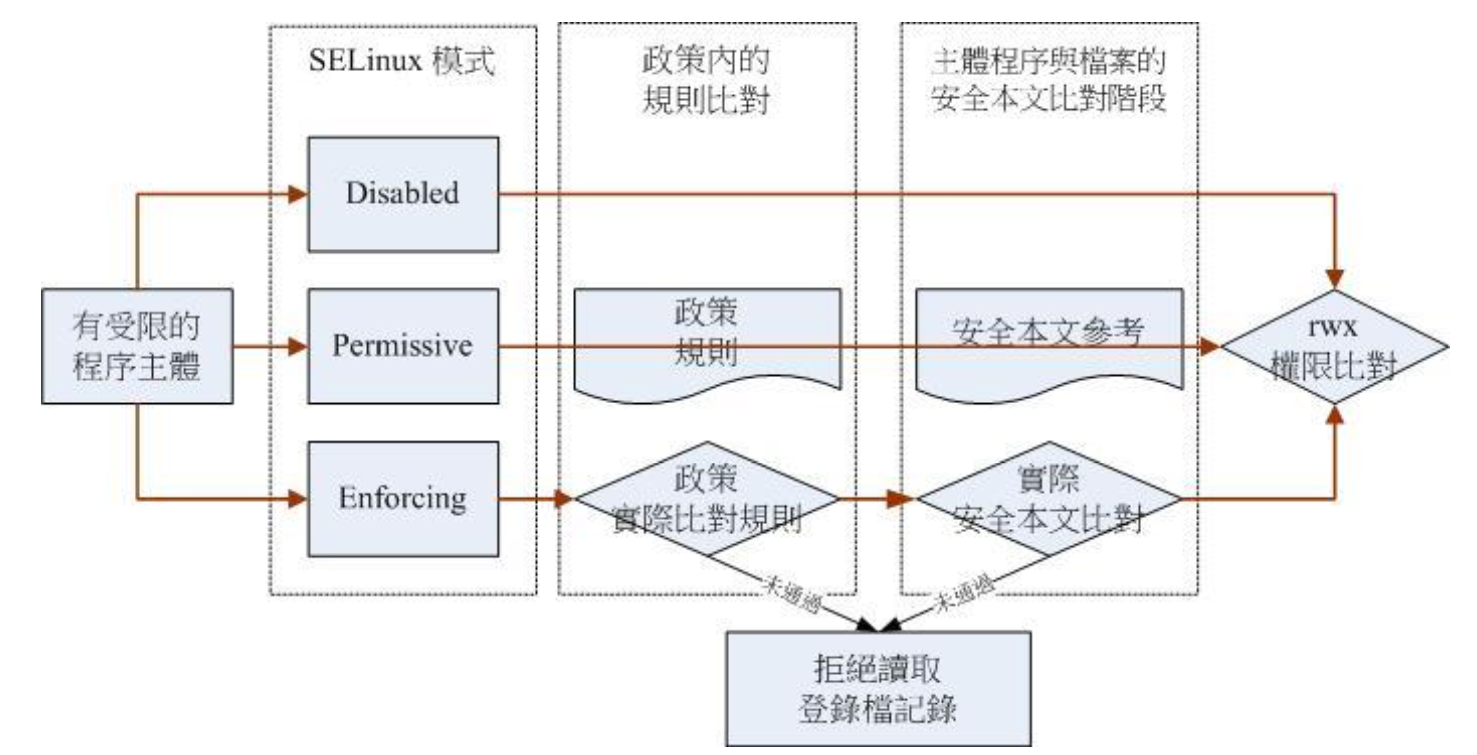 SELinux 模式
政策內的
規則比對
主體程序與檔案的
安全本文比對階段
Disabled
有受限的
程序主體
Permissive
政策
規則
安全本文參考
rwx
權限比對
Enforcing
政策
實際比對規則
實際
安全本文比對
未通過
未通過
拒絕讀取
登錄檔記錄